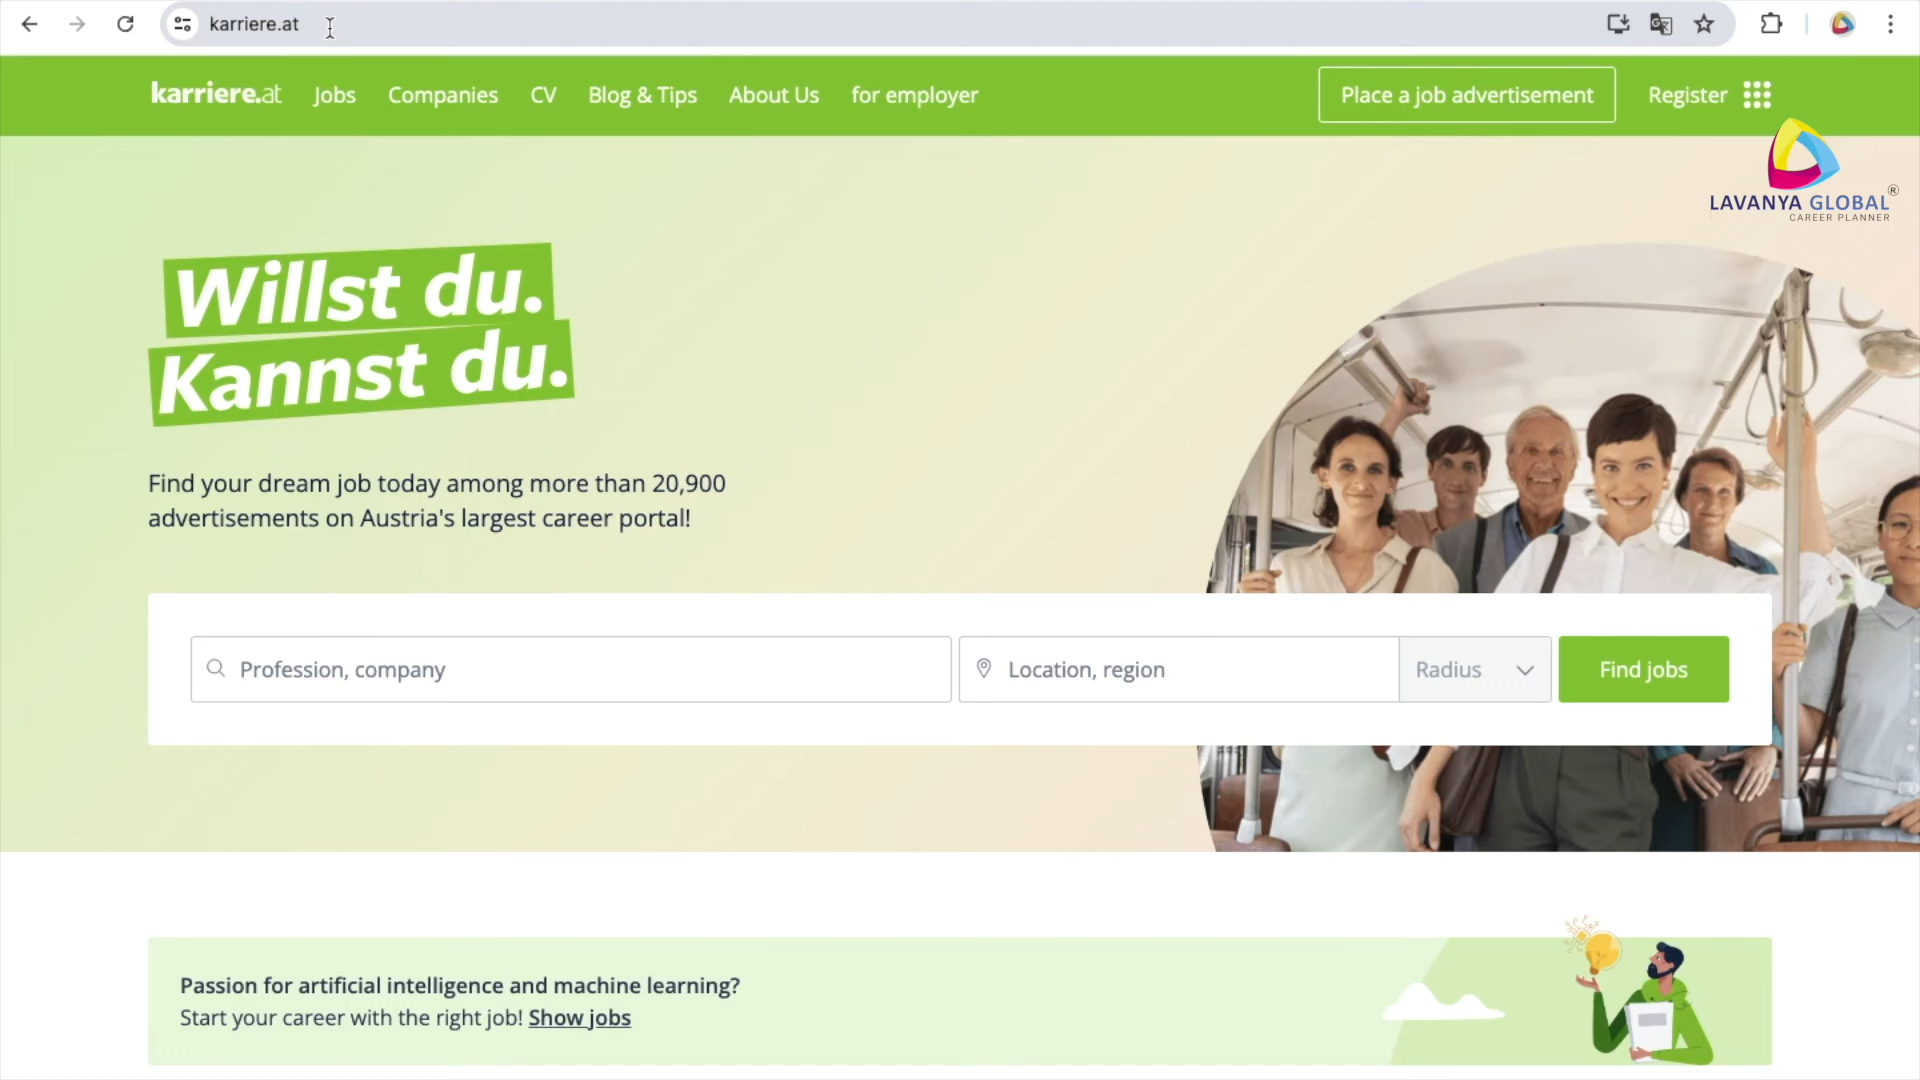 karriere.at
karriere.at Jobs Companies CV Blog & Tips About Us for employer Place a job advertisement Register
LAVANYA GLOBAL®
CAREER PLANNER
Willst du.
Kannst du.
Find your dream job today among more than 20,900
advertisements on Austria's largest career portal!
Profession, company Location, region Radius Find jobs
Passion for artificial intelligence and machine learning?
Start your career with the right job! Show jobs